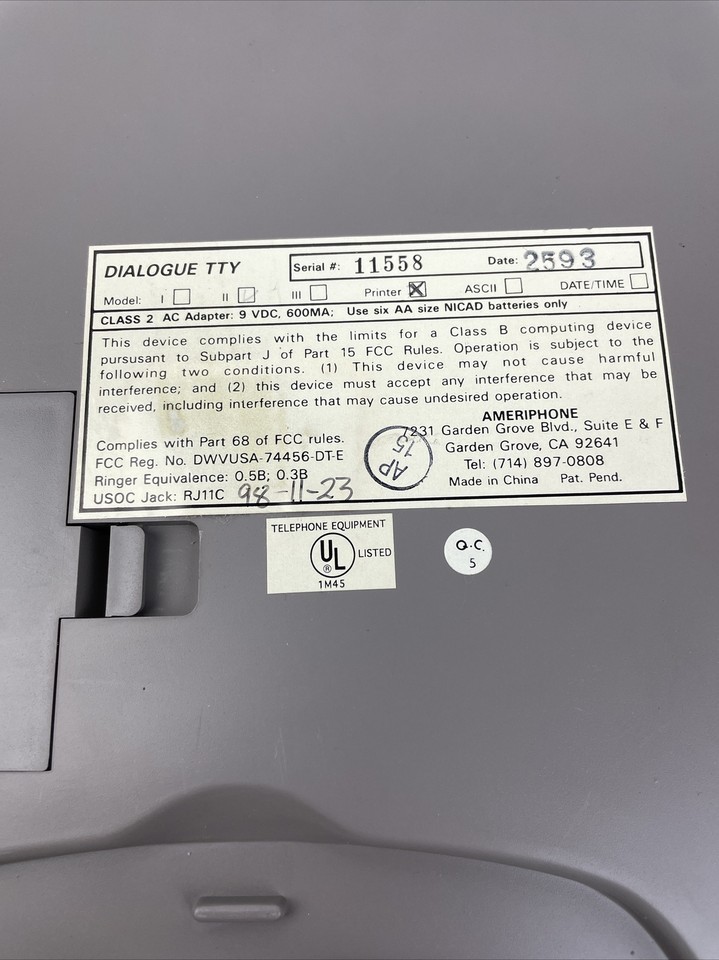 DIALOGUE TTY
Serial #: 11558 Date: 2593
Model: I II III Printer ASCII DATE/TIME
CLASS 2 AC Adapter: 9 VDC, 600MA; Use six AA size NICAD batteries only
This device complies with the limits for a Class B computing device
pursuant to Subpart J of Part 15 FCC Rules. Operation is subject to the
following two conditions. (1) This device may not cause harmful
interference; and (2) this device must accept any interference that may be
received, including interference that may cause undesired operation.
Complies with Part 68 of FCC rules.
FCC Reg. No. DWVUSA-74456-DT-E
Ringer Equivalence: 0.5B; 0.3B
USOC Jack: RJ11C 98-11-23
AP
15
AMERIPHONE
7231 Garden Grove Blvd., Suite E & F
Garden Grove, CA 92641
Tel: (714) 897-0808
Made in China Pat. Pend.
TELEPHONE EQUIPMENT
UL ® LISTED
1M45
Q.C.
5